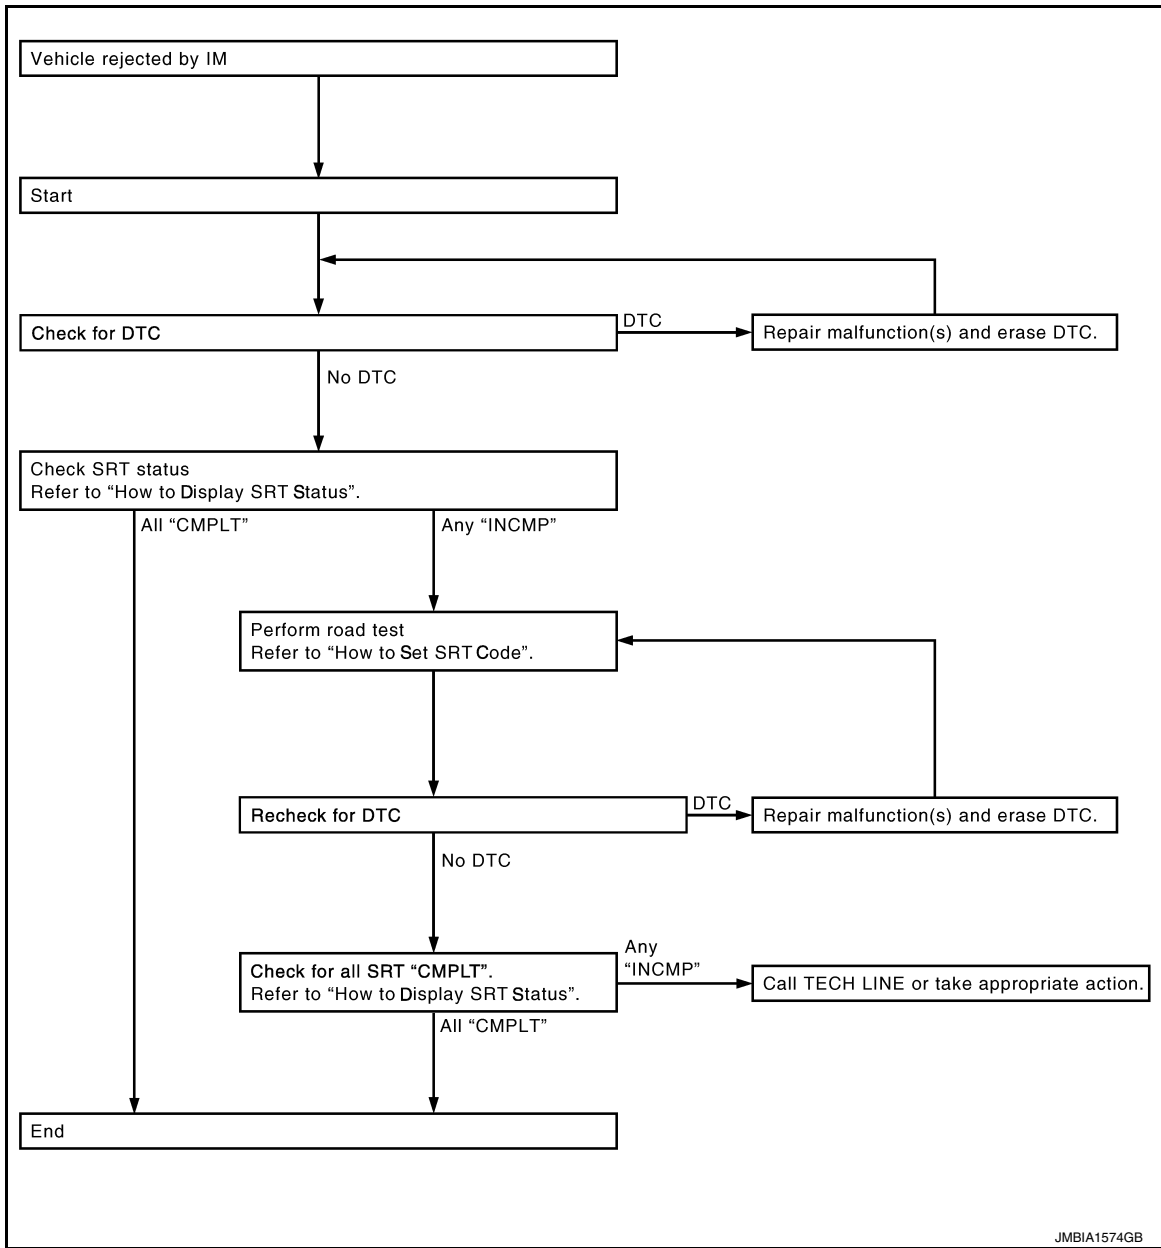 Vehicle rejected by IM
Start
Check for DTC
DTC
Repair malfunction(s) and erase DTC.
No DTC
Check SRT status
Refer to “How to Display SRT Status”.
All “CMPLT”
Any “INCMP”
Perform road test
Refer to “How to Set SRT Code”.
Recheck for DTC
DTC
Repair malfunction(s) and erase DTC.
No DTC
Check for all SRT “CMPLT”.
Refer to “How to Display SRT Status”.
Any
“INCMP”
Call TECH LINE or take appropriate action.
All “CMPLT”
End
JMBIA1574GB